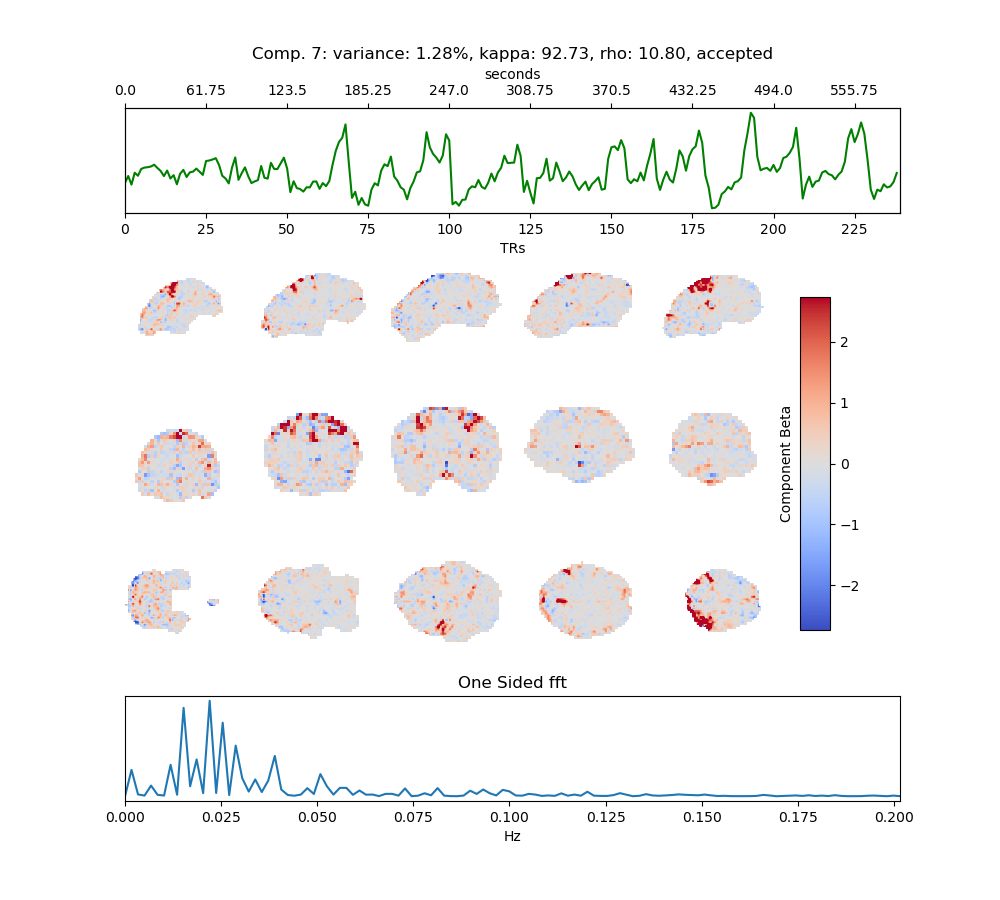 Comp. 7: variance: 1.28%, kappa: 92.73, rho: 10.80, accepted
seconds
0.0 61.75 123.5 185.25 247.0 308.75 370.5 432.25 494.0 555.75
0 25 50 75 100 125 150 175 200 225
TRs
2
1
0
−1
−2
Component Beta
One Sided fft
0.000 0.025 0.050 0.075 0.100 0.125 0.150 0.175 0.200
Hz